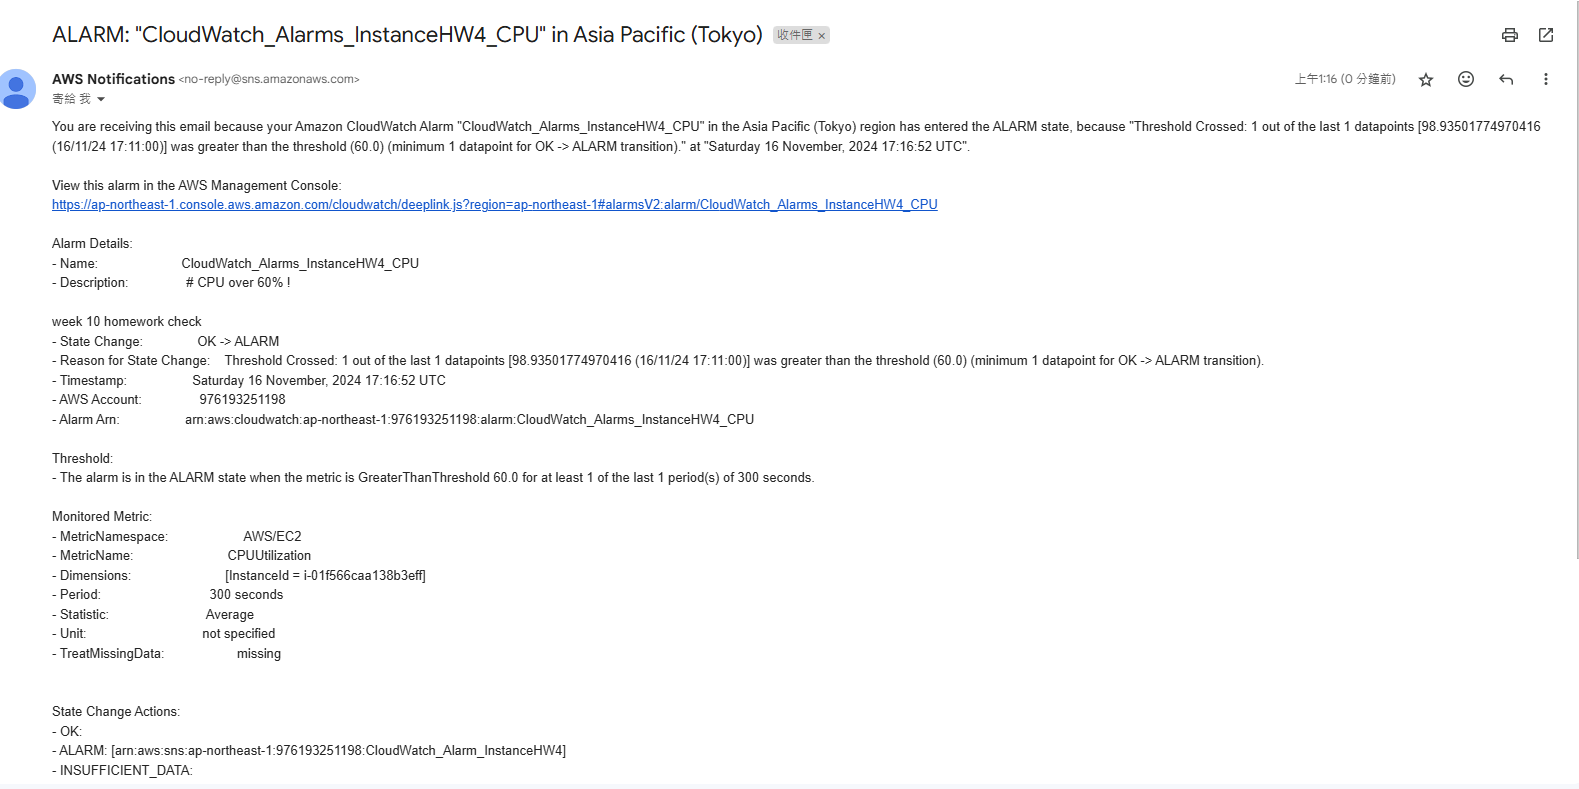 ALARM: "CloudWatch_Alarms_InstanceHW4_CPU" in Asia Pacific (Tokyo) 收件匣 ×
AWS Notifications <no-reply@sns.amazonaws.com> 上午1:16 (0 分鐘前)
寄給 我
You are receiving this email because your Amazon CloudWatch Alarm "CloudWatch_Alarms_InstanceHW4_CPU" in the Asia Pacific (Tokyo) region has entered the ALARM state, because "Threshold Crossed: 1 out of the last 1 datapoints [98.93501774970416
(16/11/24 17:11:00)] was greater than the threshold (60.0) (minimum 1 datapoint for OK -> ALARM transition)." at "Saturday 16 November, 2024 17:16:52 UTC".
View this alarm in the AWS Management Console:
https://ap-northeast-1.console.aws.amazon.com/cloudwatch/deeplink.js?region=ap-northeast-1#alarmsV2:alarm/CloudWatch_Alarms_InstanceHW4_CPU
Alarm Details:
- Name: CloudWatch_Alarms_InstanceHW4_CPU
- Description: # CPU over 60% !
week 10 homework check
- State Change: OK -> ALARM
- Reason for State Change: Threshold Crossed: 1 out of the last 1 datapoints [98.93501774970416 (16/11/24 17:11:00)] was greater than the threshold (60.0) (minimum 1 datapoint for OK -> ALARM transition).
- Timestamp: Saturday 16 November, 2024 17:16:52 UTC
- AWS Account: 976193251198
- Alarm Arn: arn:aws:cloudwatch:ap-northeast-1:976193251198:alarm:CloudWatch_Alarms_InstanceHW4_CPU
Threshold:
- The alarm is in the ALARM state when the metric is GreaterThanThreshold 60.0 for at least 1 of the last 1 period(s) of 300 seconds.
Monitored Metric:
- MetricNamespace: AWS/EC2
- MetricName: CPUUtilization
- Dimensions: [InstanceId = i-01f566caa138b3eff]
- Period: 300 seconds
- Statistic: Average
- Unit: not specified
- TreatMissingData: missing
State Change Actions:
- OK:
- ALARM: [arn:aws:sns:ap-northeast-1:976193251198:CloudWatch_Alarm_InstanceHW4]
- INSUFFICIENT_DATA: